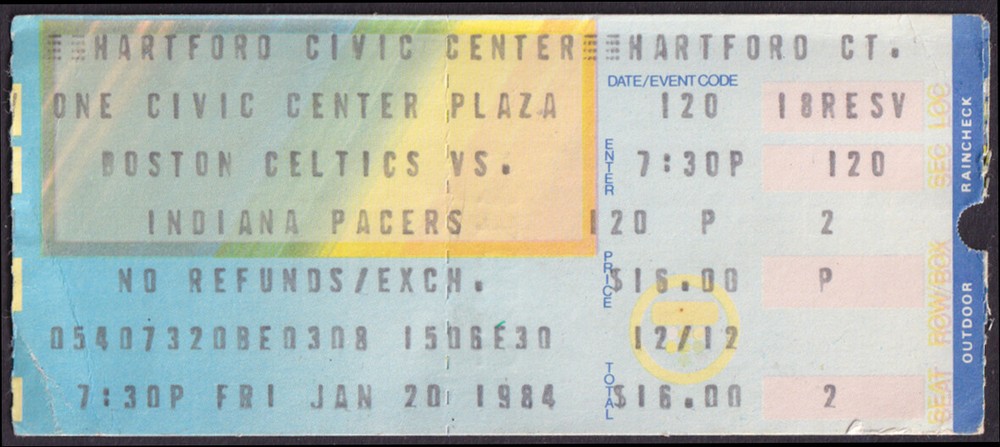 HARTFORD CIVIC CENTER HARTFORD CT.
DATE/EVENT CODE
ONE CIVIC CENTER PLAZA 120 18RESV
BOSTON CELTICS VS. ENTER 7:30P 120
INDIANA PACERS 120 P 2
NO REFUNDS/EXCH. PRICE $16.00 P
05407320BE0308 1506E30 12/12
7:30P FRI JAN 20 1984 TOTAL $16.00 2
SEC LOC
ROW/BOX
SEAT
RAINCHECK
OUTDOOR